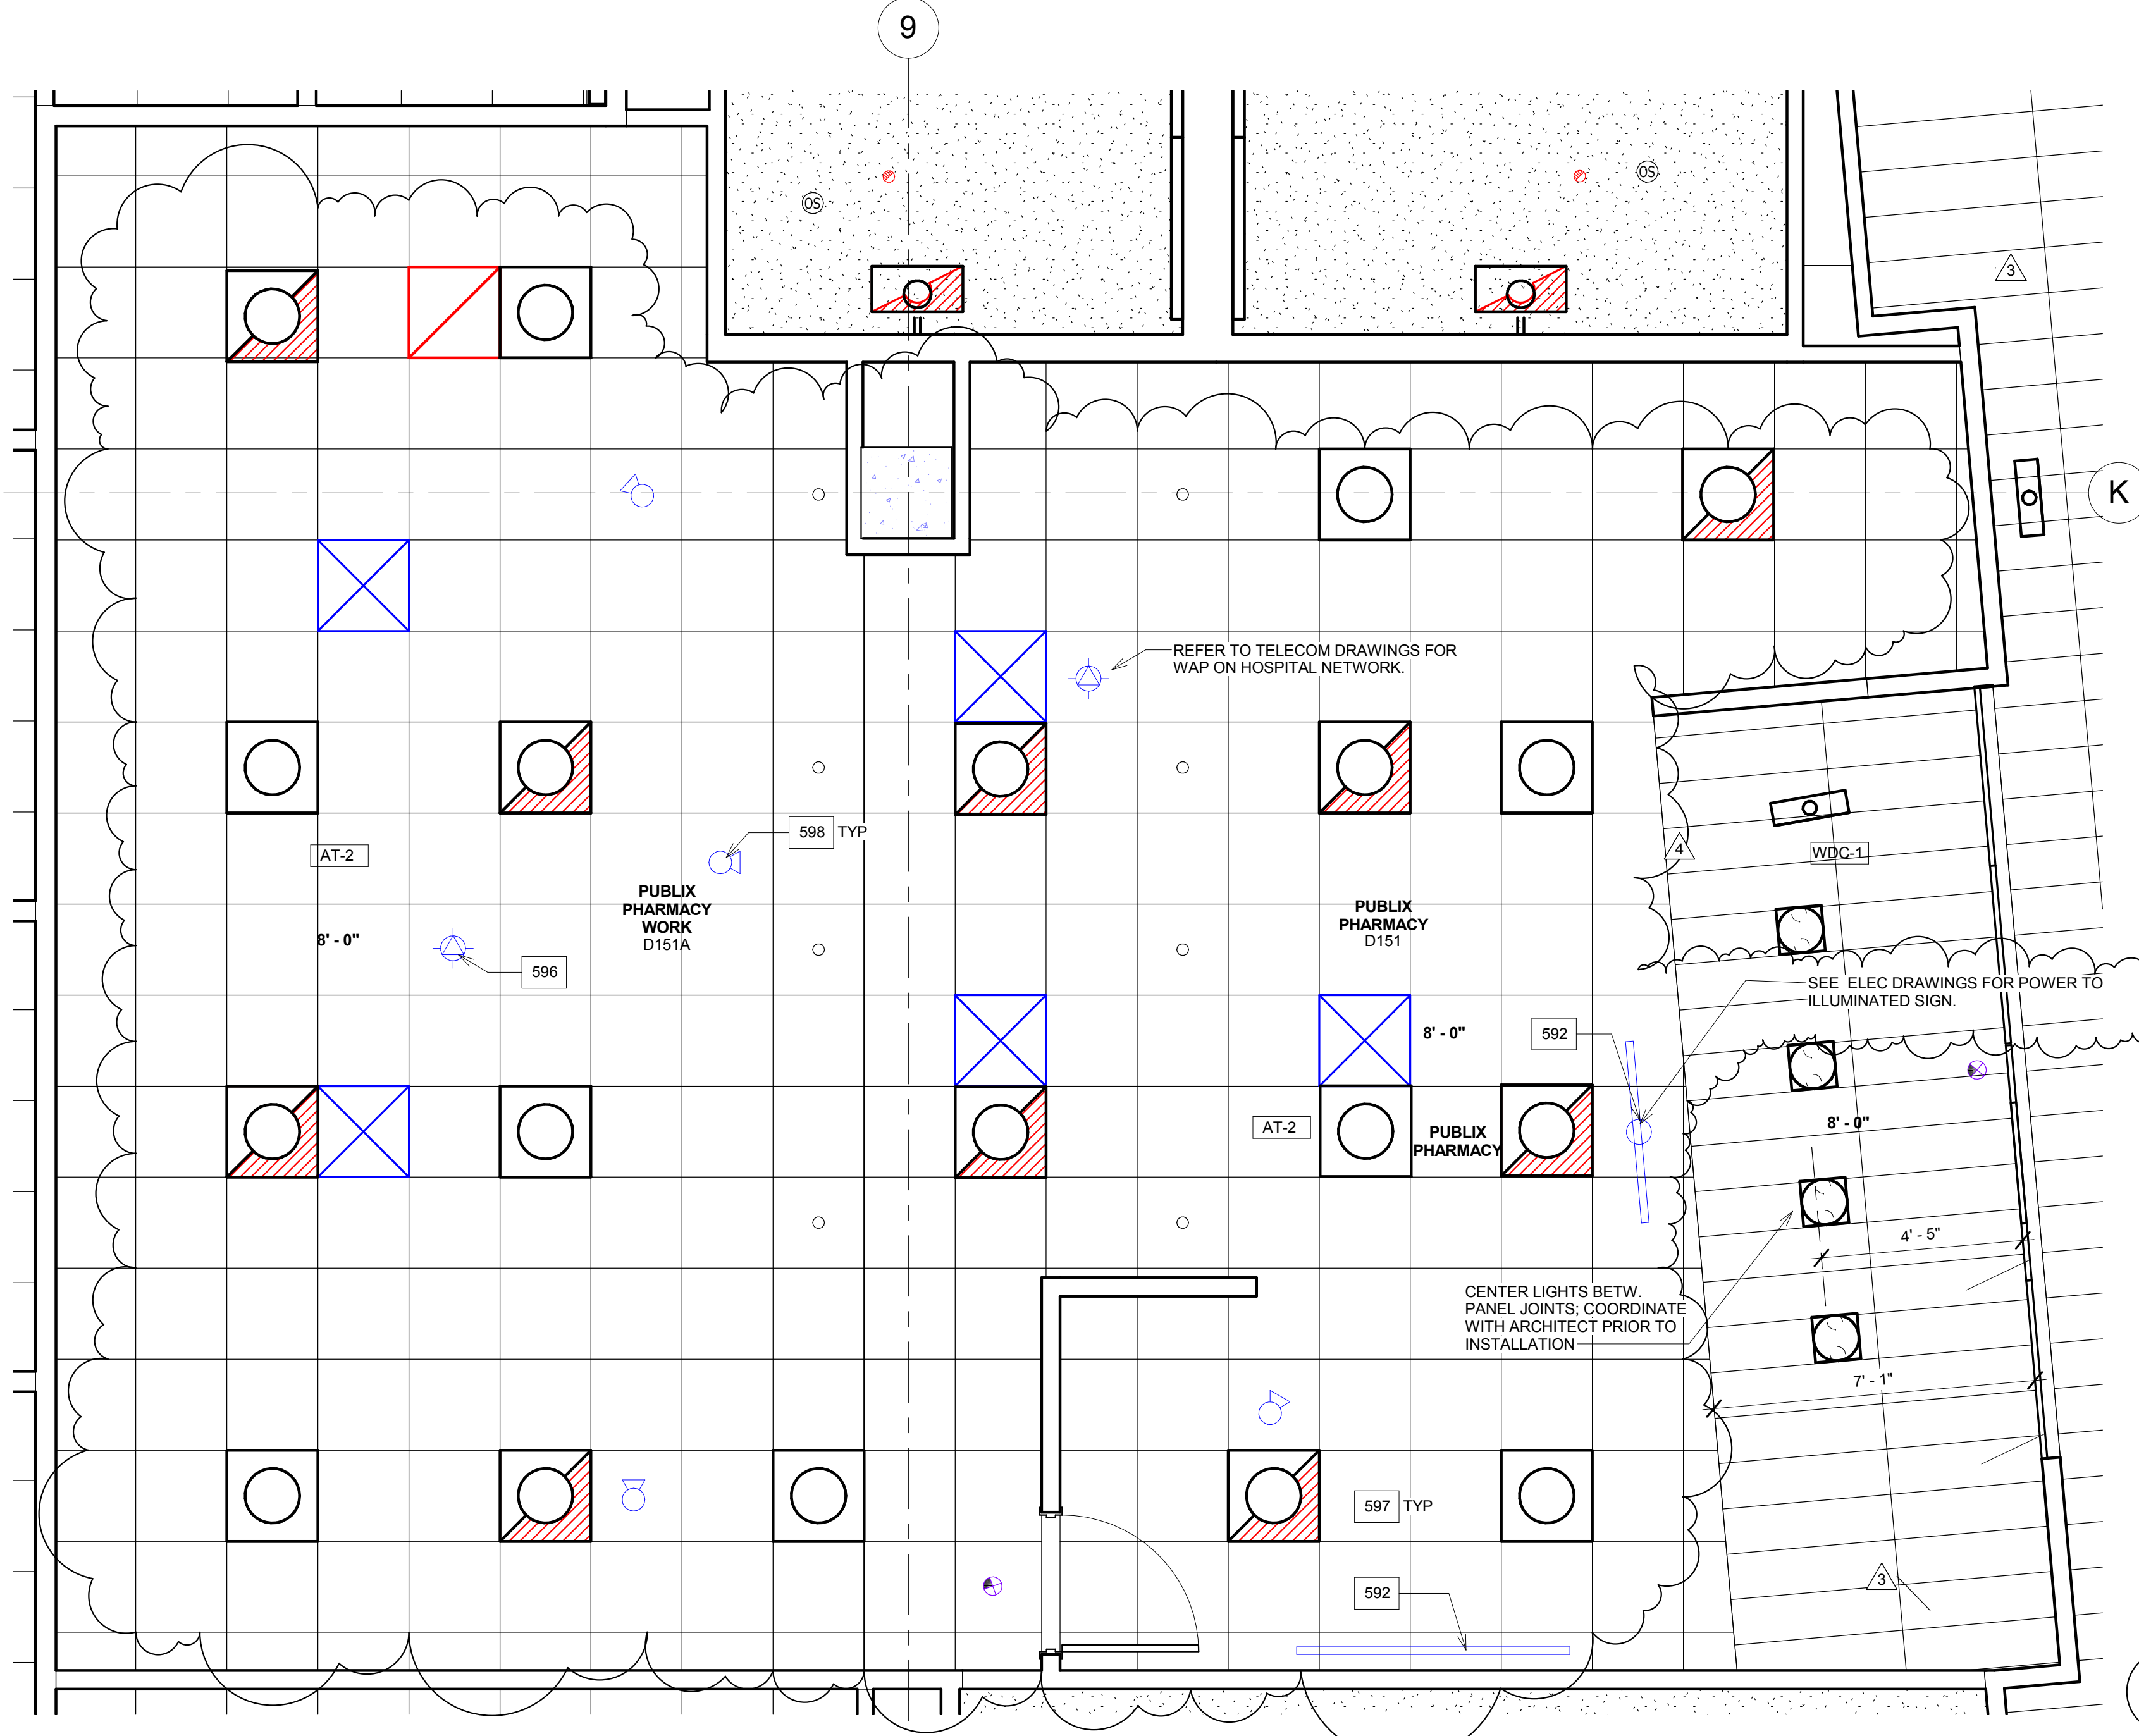 9
OS
OS
3
K
REFER TO TELECOM DRAWINGS FOR
WAP ON HOSPITAL NETWORK.
598 TYP
AT-2
4
WDC-1
PUBLIX
PHARMACY
WORK
D151A
PUBLIX
PHARMACY
D151
8' - 0"
596
SEE ELEC DRAWINGS FOR POWER TO
ILLUMINATED SIGN.
8' - 0"
592
AT-2
PUBLIX
PHARMACY
8' - 0"
4' - 5"
CENTER LIGHTS BETW.
PANEL JOINTS; COORDINATE
WITH ARCHITECT PRIOR TO
INSTALLATION
7' - 1"
597 TYP
592
3